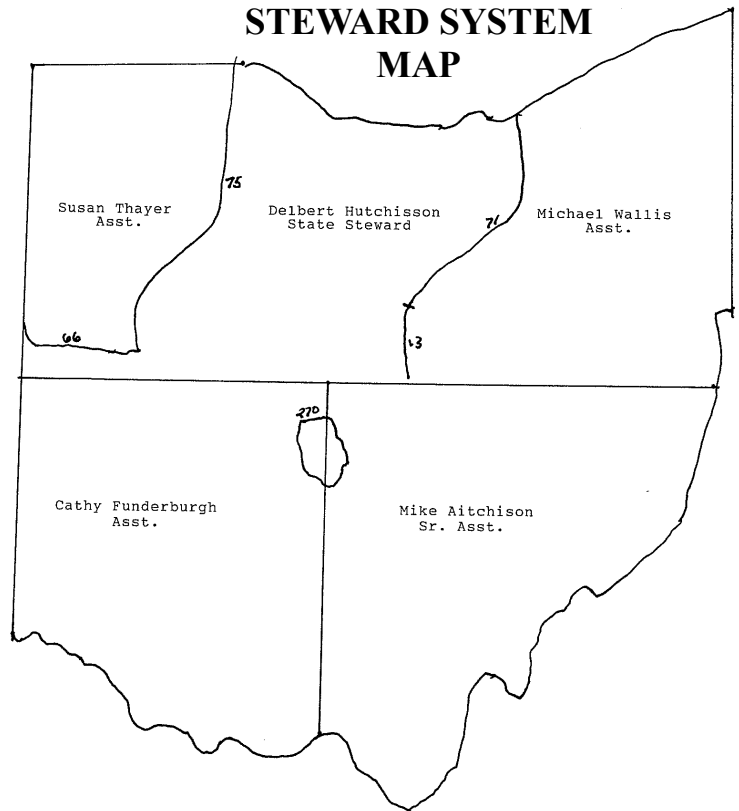 STEWARD SYSTEM
MAP
75
Susan Thayer
Asst.
Delbert Hutchisson
State Steward
71
Michael Wallis
Asst.
66
13
270
Cathy Funderburgh
Asst.
Mike Aitchison
Sr. Asst.